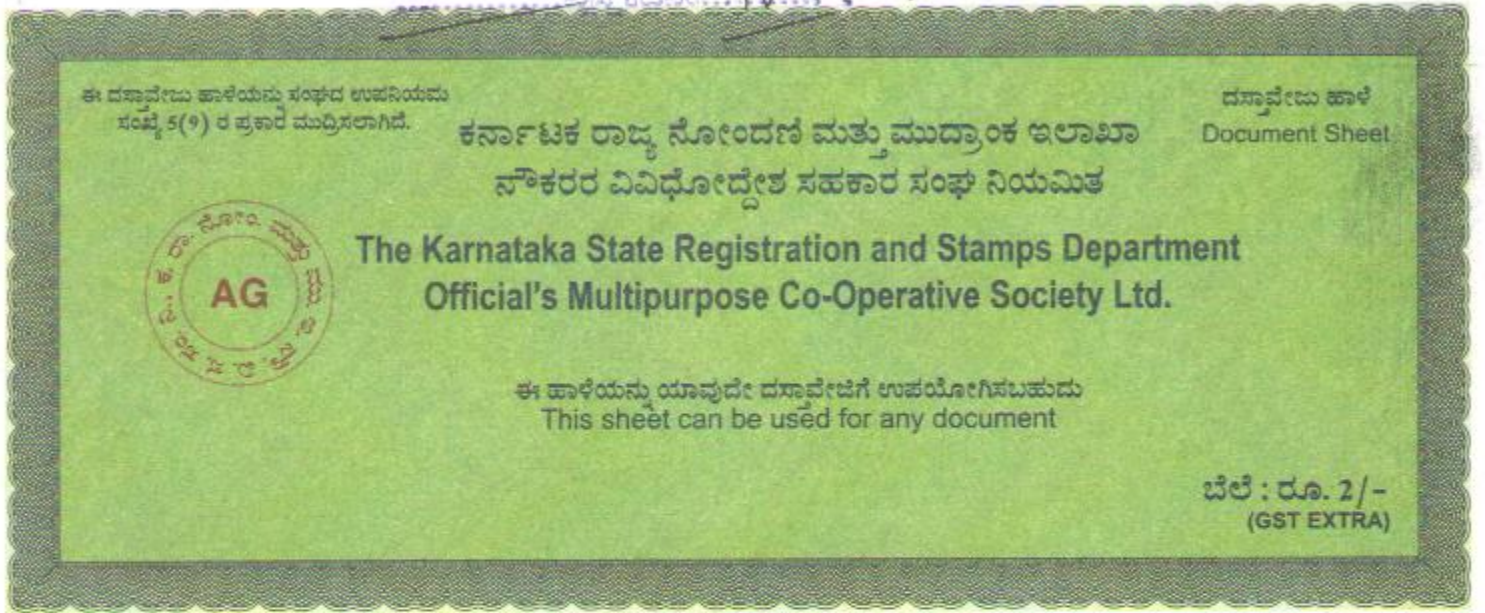 ಈ ದಸ್ತಾವೇಜು ಹಾಳೆಯನ್ನು ಸಂಘದ ಉಪನಿಯಮ
ಸಂಖ್ಯೆ 5(9) ರ ಪ್ರಕಾರ ಮುದ್ರಿಸಲಾಗಿದೆ.
ದಸ್ತಾವೇಜು ಹಾಳೆ
Document Sheet
ಕರ್ನಾಟಕ ರಾಜ್ಯ ನೋಂದಣಿ ಮತ್ತು ಮುದ್ರಾಂಕ ಇಲಾಖಾ
ನೌಕರರ ವಿವಿಧೋದ್ದೇಶ ಸಹಕಾರ ಸಂಘ ನಿಯಮಿತ
AG
The Karnataka State Registration and Stamps Department
Official's Multipurpose Co-Operative Society Ltd.
ಈ ಹಾಳೆಯನ್ನು ಯಾವುದೇ ದಸ್ತಾವೇಜಿಗೆ ಉಪಯೋಗಿಸಬಹುದು
This sheet can be used for any document
ಬೆಲೆ : ರೂ. 2/-
(GST EXTRA)